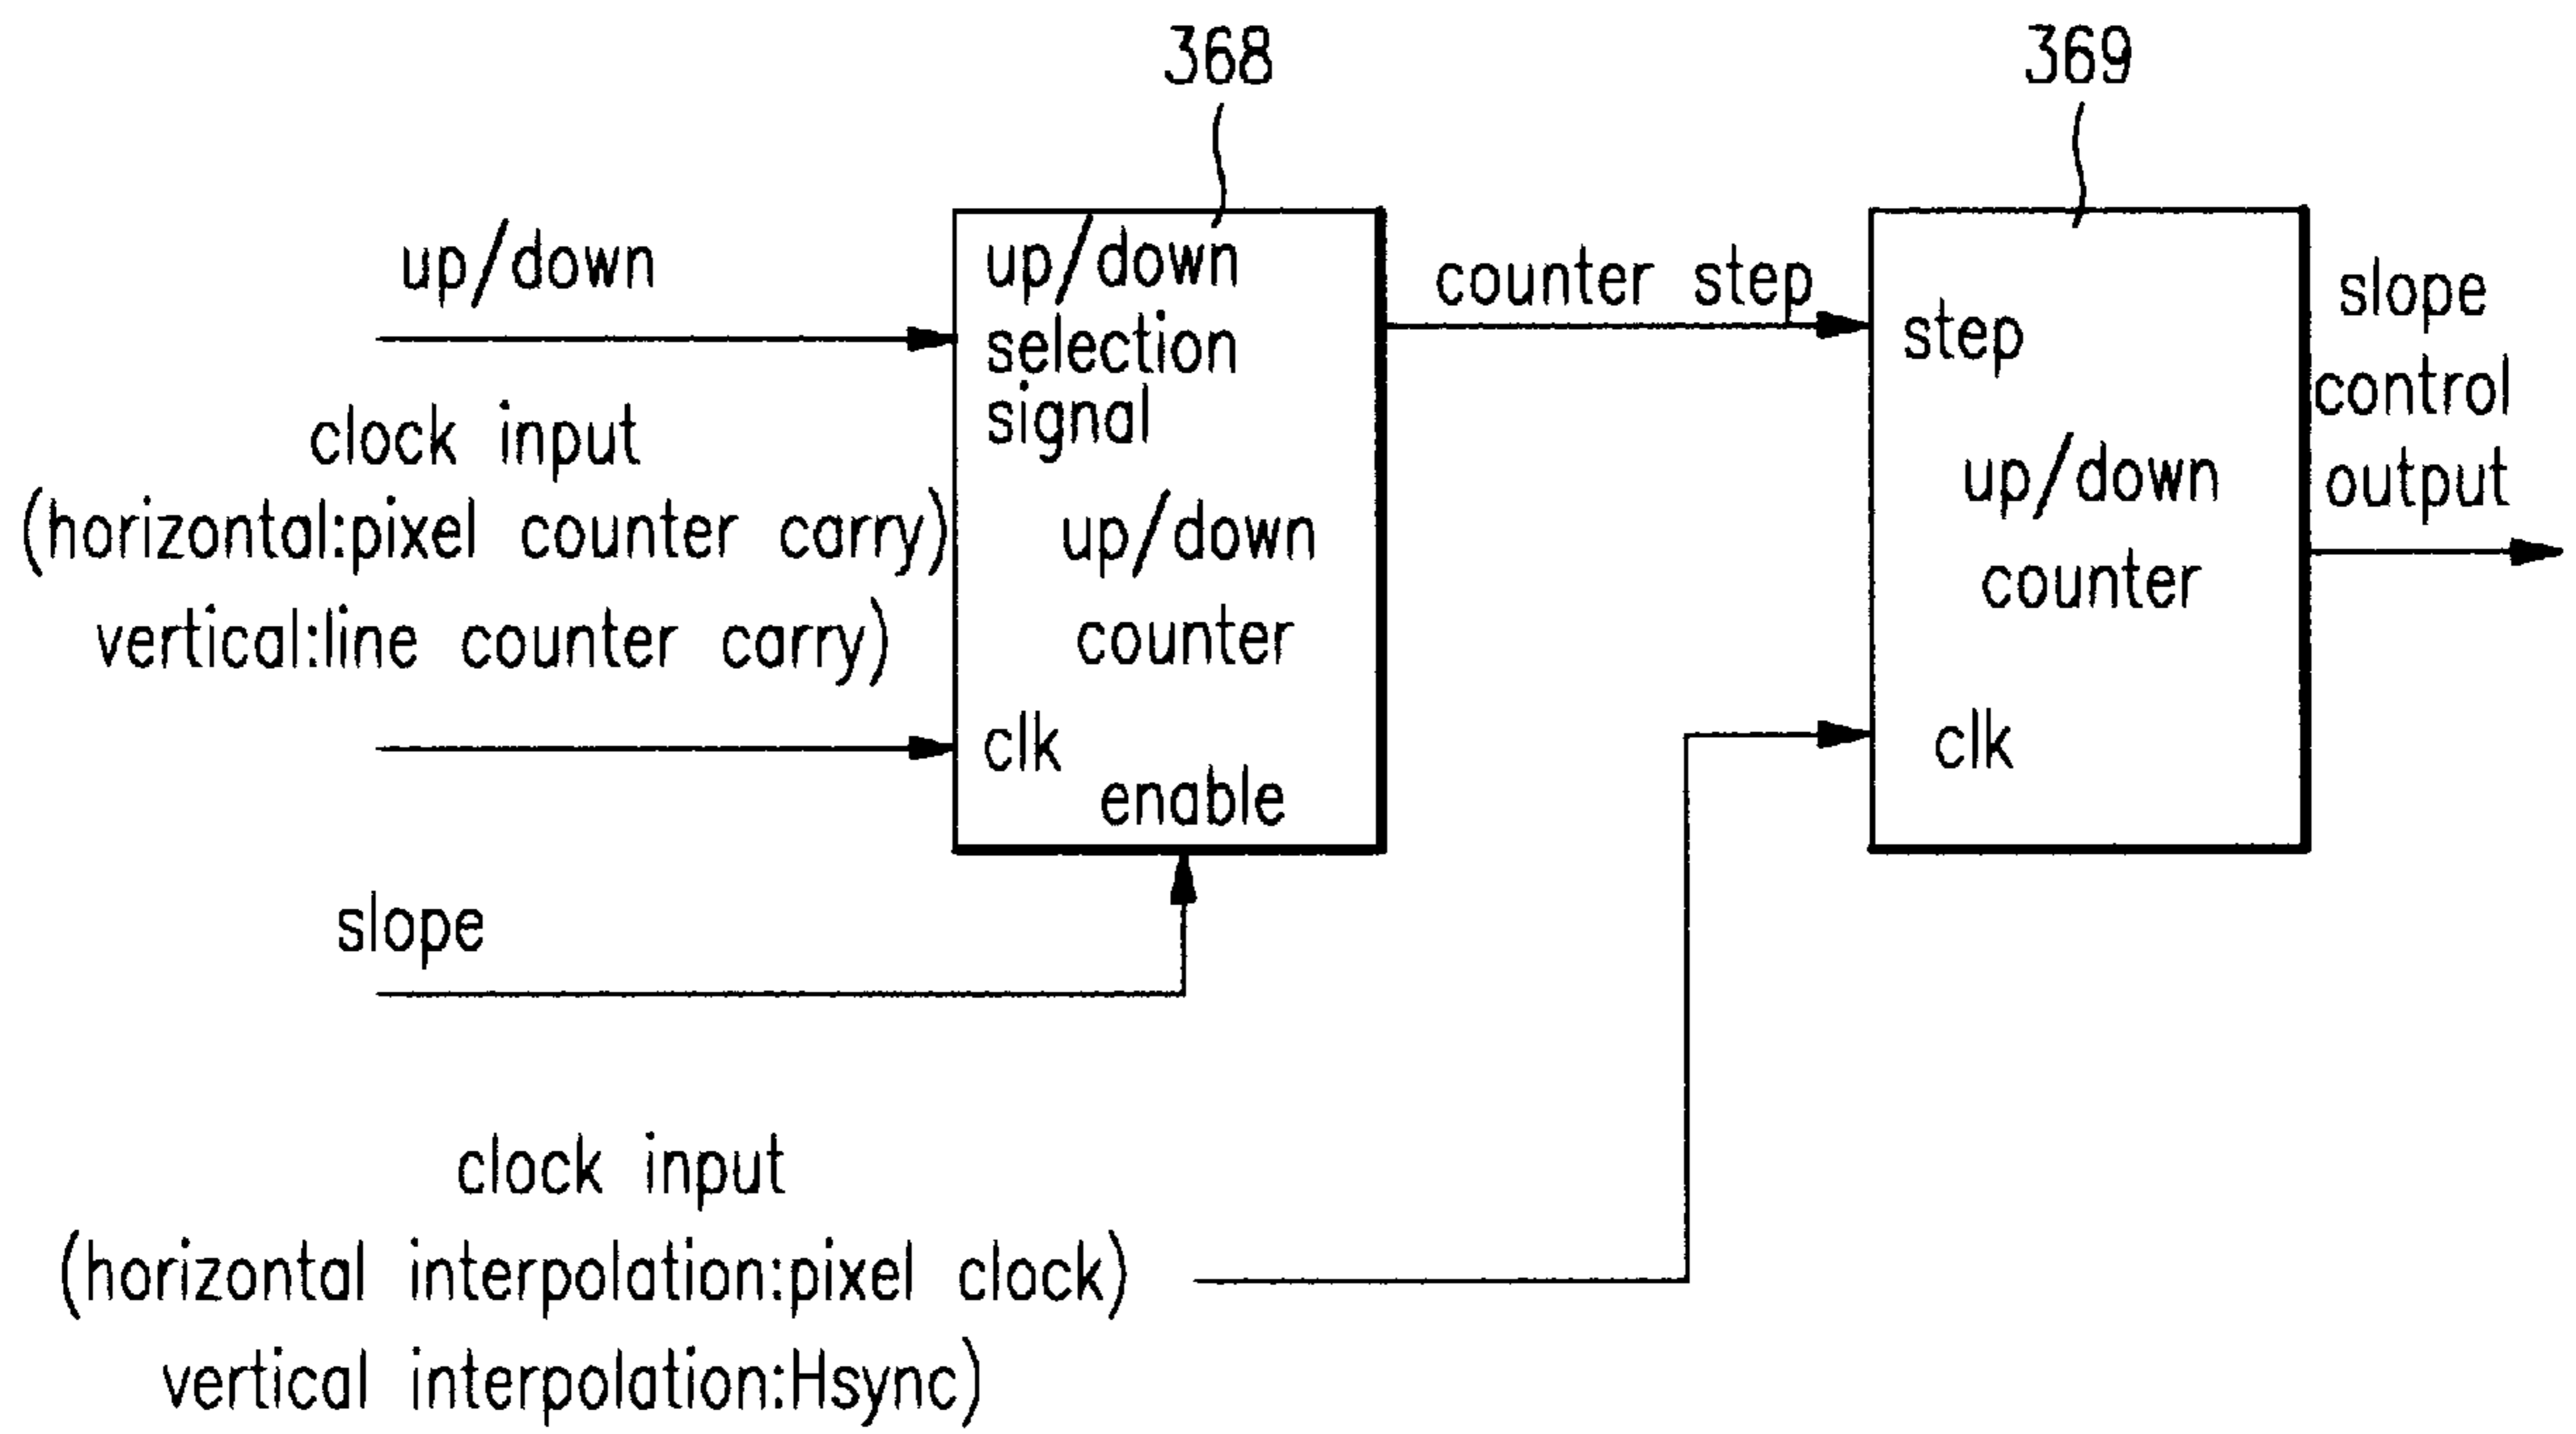 368
369
up/down
up/down
selection
signal
counter step
step
slope
control
output
clock input
(horizontal:pixel counter carry)
vertical:line counter carry)
up/down
counter
up/down
counter
clk
enable
clk
slope
clock input
(horizontal interpolation:pixel clock)
vertical interpolation:Hsync)